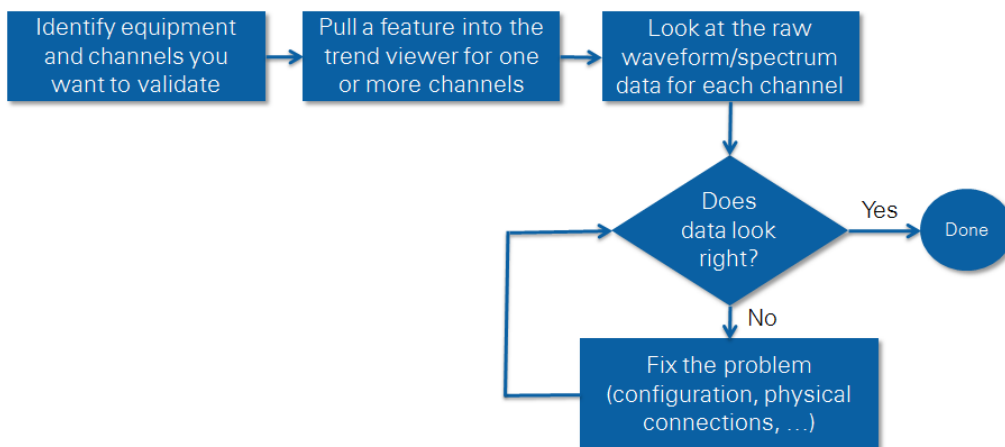 Identify equipment
and channels you
want to validate
Pull a feature into the
trend viewer for one
or more channels
Look at the raw
waveform/spectrum
data for each channel
Does
data look
right?
Yes
Done
No
Fix the problem
(configuration, physical
connections, ...)